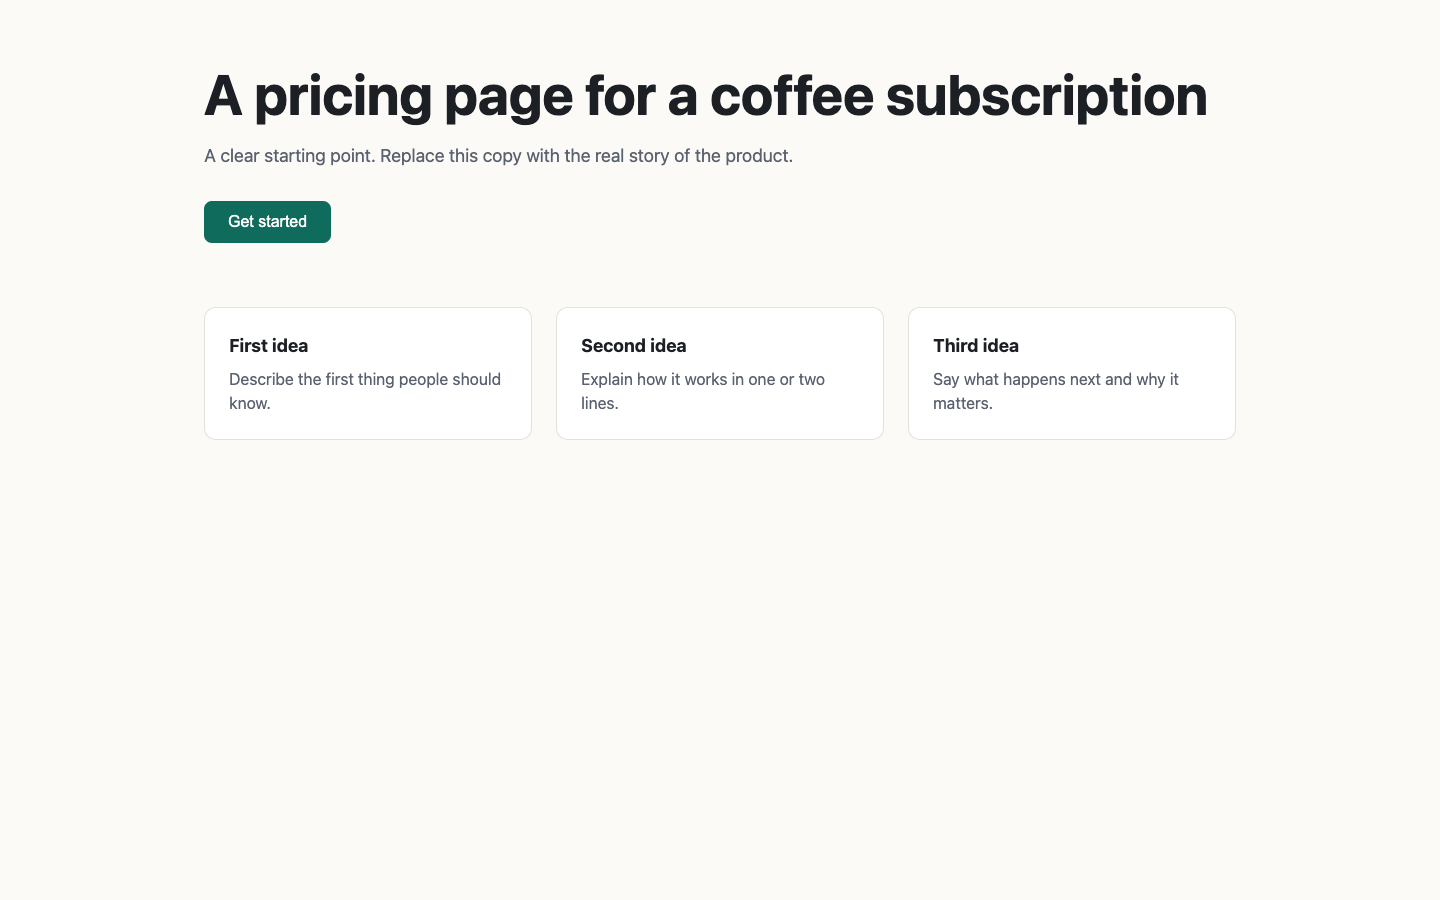 A pricing page for a coffee subscription
A clear starting point. Replace this copy with the real story of the product.
Get started
First idea
Describe the first thing people should
know.
Second idea
Explain how it works in one or two
lines.
Third idea
Say what happens next and why it
matters.